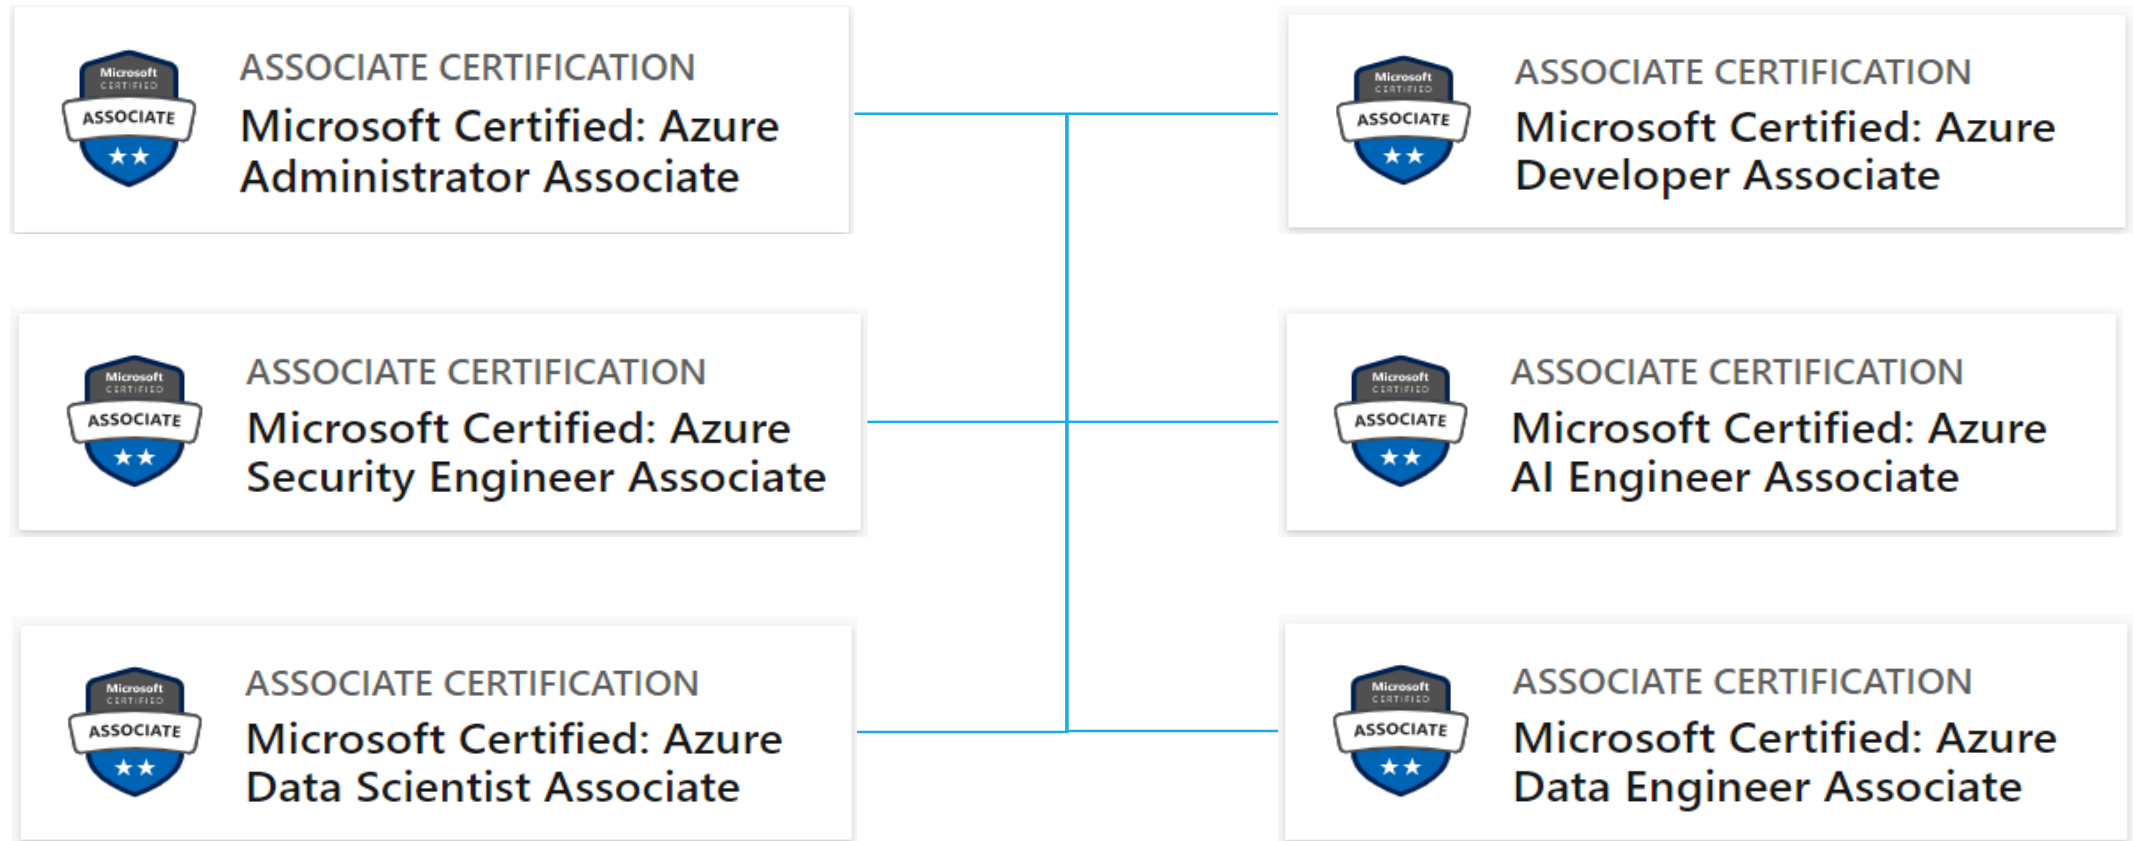 Microsoft
CERTIFIED
ASSOCIATE
ASSOCIATE CERTIFICATION
Microsoft Certified: Azure
Administrator Associate
Microsoft
CERTIFIED
ASSOCIATE
ASSOCIATE CERTIFICATION
Microsoft Certified: Azure
Developer Associate
Microsoft
CERTIFIED
ASSOCIATE
ASSOCIATE CERTIFICATION
Microsoft Certified: Azure
Security Engineer Associate
Microsoft
CERTIFIED
ASSOCIATE
ASSOCIATE CERTIFICATION
Microsoft Certified: Azure
AI Engineer Associate
Microsoft
CERTIFIED
ASSOCIATE
ASSOCIATE CERTIFICATION
Microsoft Certified: Azure
Data Scientist Associate
Microsoft
CERTIFIED
ASSOCIATE
ASSOCIATE CERTIFICATION
Microsoft Certified: Azure
Data Engineer Associate